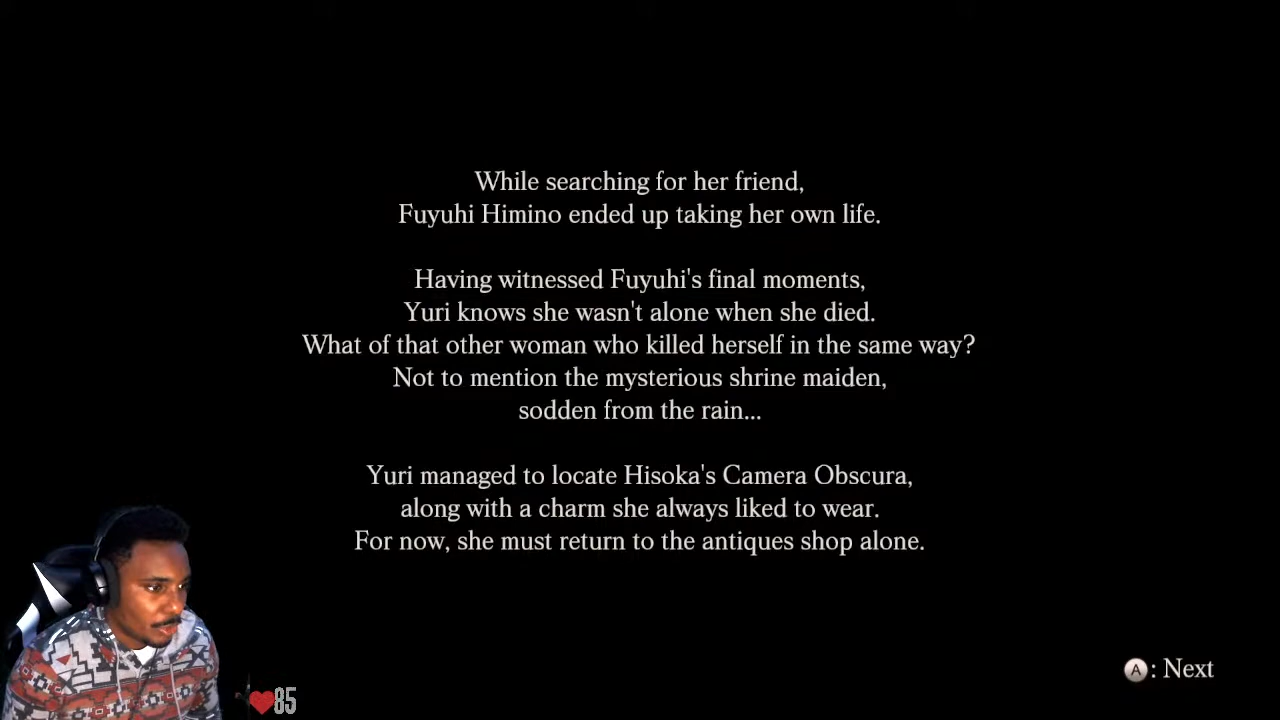 While searching for her friend,
Fuyuhi Himino ended up taking her own life.
Having witnessed Fuyuhi's final moments,
Yuri knows she wasn't alone when she died.
What of that other woman who killed herself in the same way?
Not to mention the mysterious shrine maiden,
sodden from the rain...
Yuri managed to locate Hisoka's Camera Obscura,
along with a charm she always liked to wear.
For now, she must return to the antiques shop alone.
A: Next
85